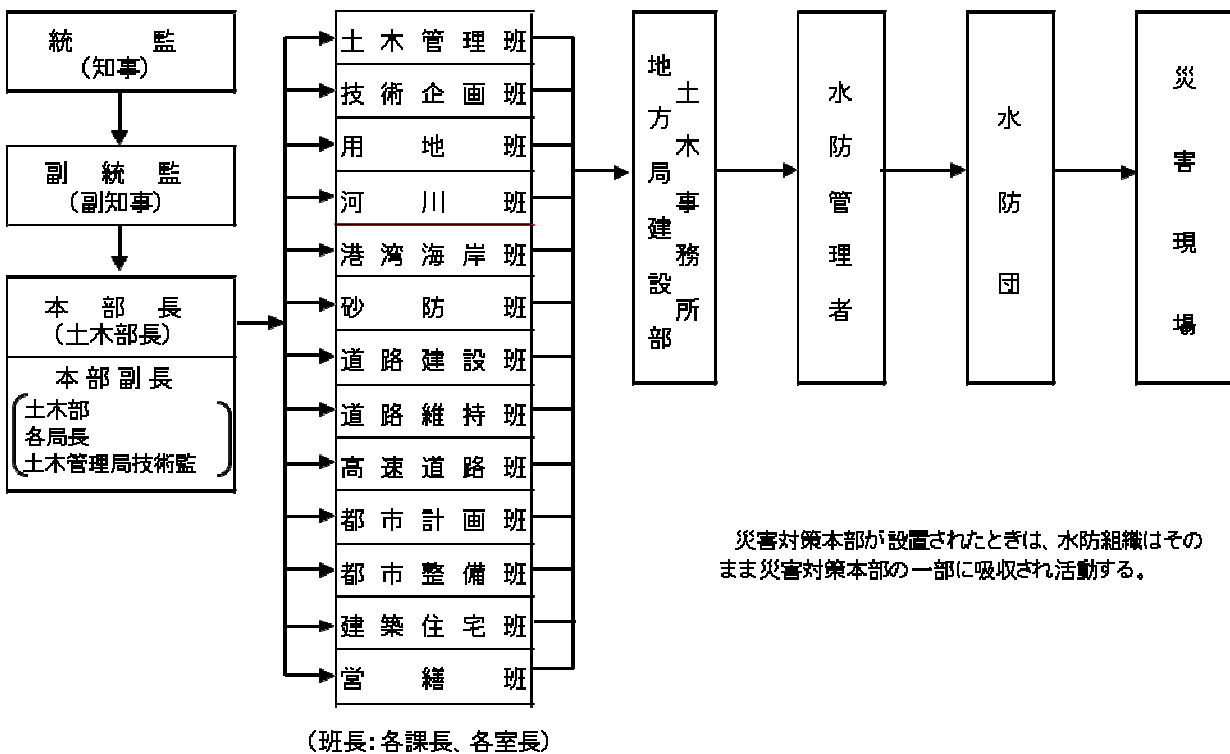 統監
(知事)
副統監
(副知事)
本部長
(土木部長)
本部副長
土木部
各局長
土木管理局技術監
土木管理班
技術企画班
用地班
河川班
港湾海岸班
砂防班
道路建設班
道路維持班
高速道路班
都市計画班
都市整備班
建築住宅班
営繕班
(班長:各課長、各室長)
地方局建設部
土木事務所
水防管理者
水防団
災害現場
災害対策本部が設置されたときは、水防組織はその
まま災害対策本部の一部に吸収され活動する。